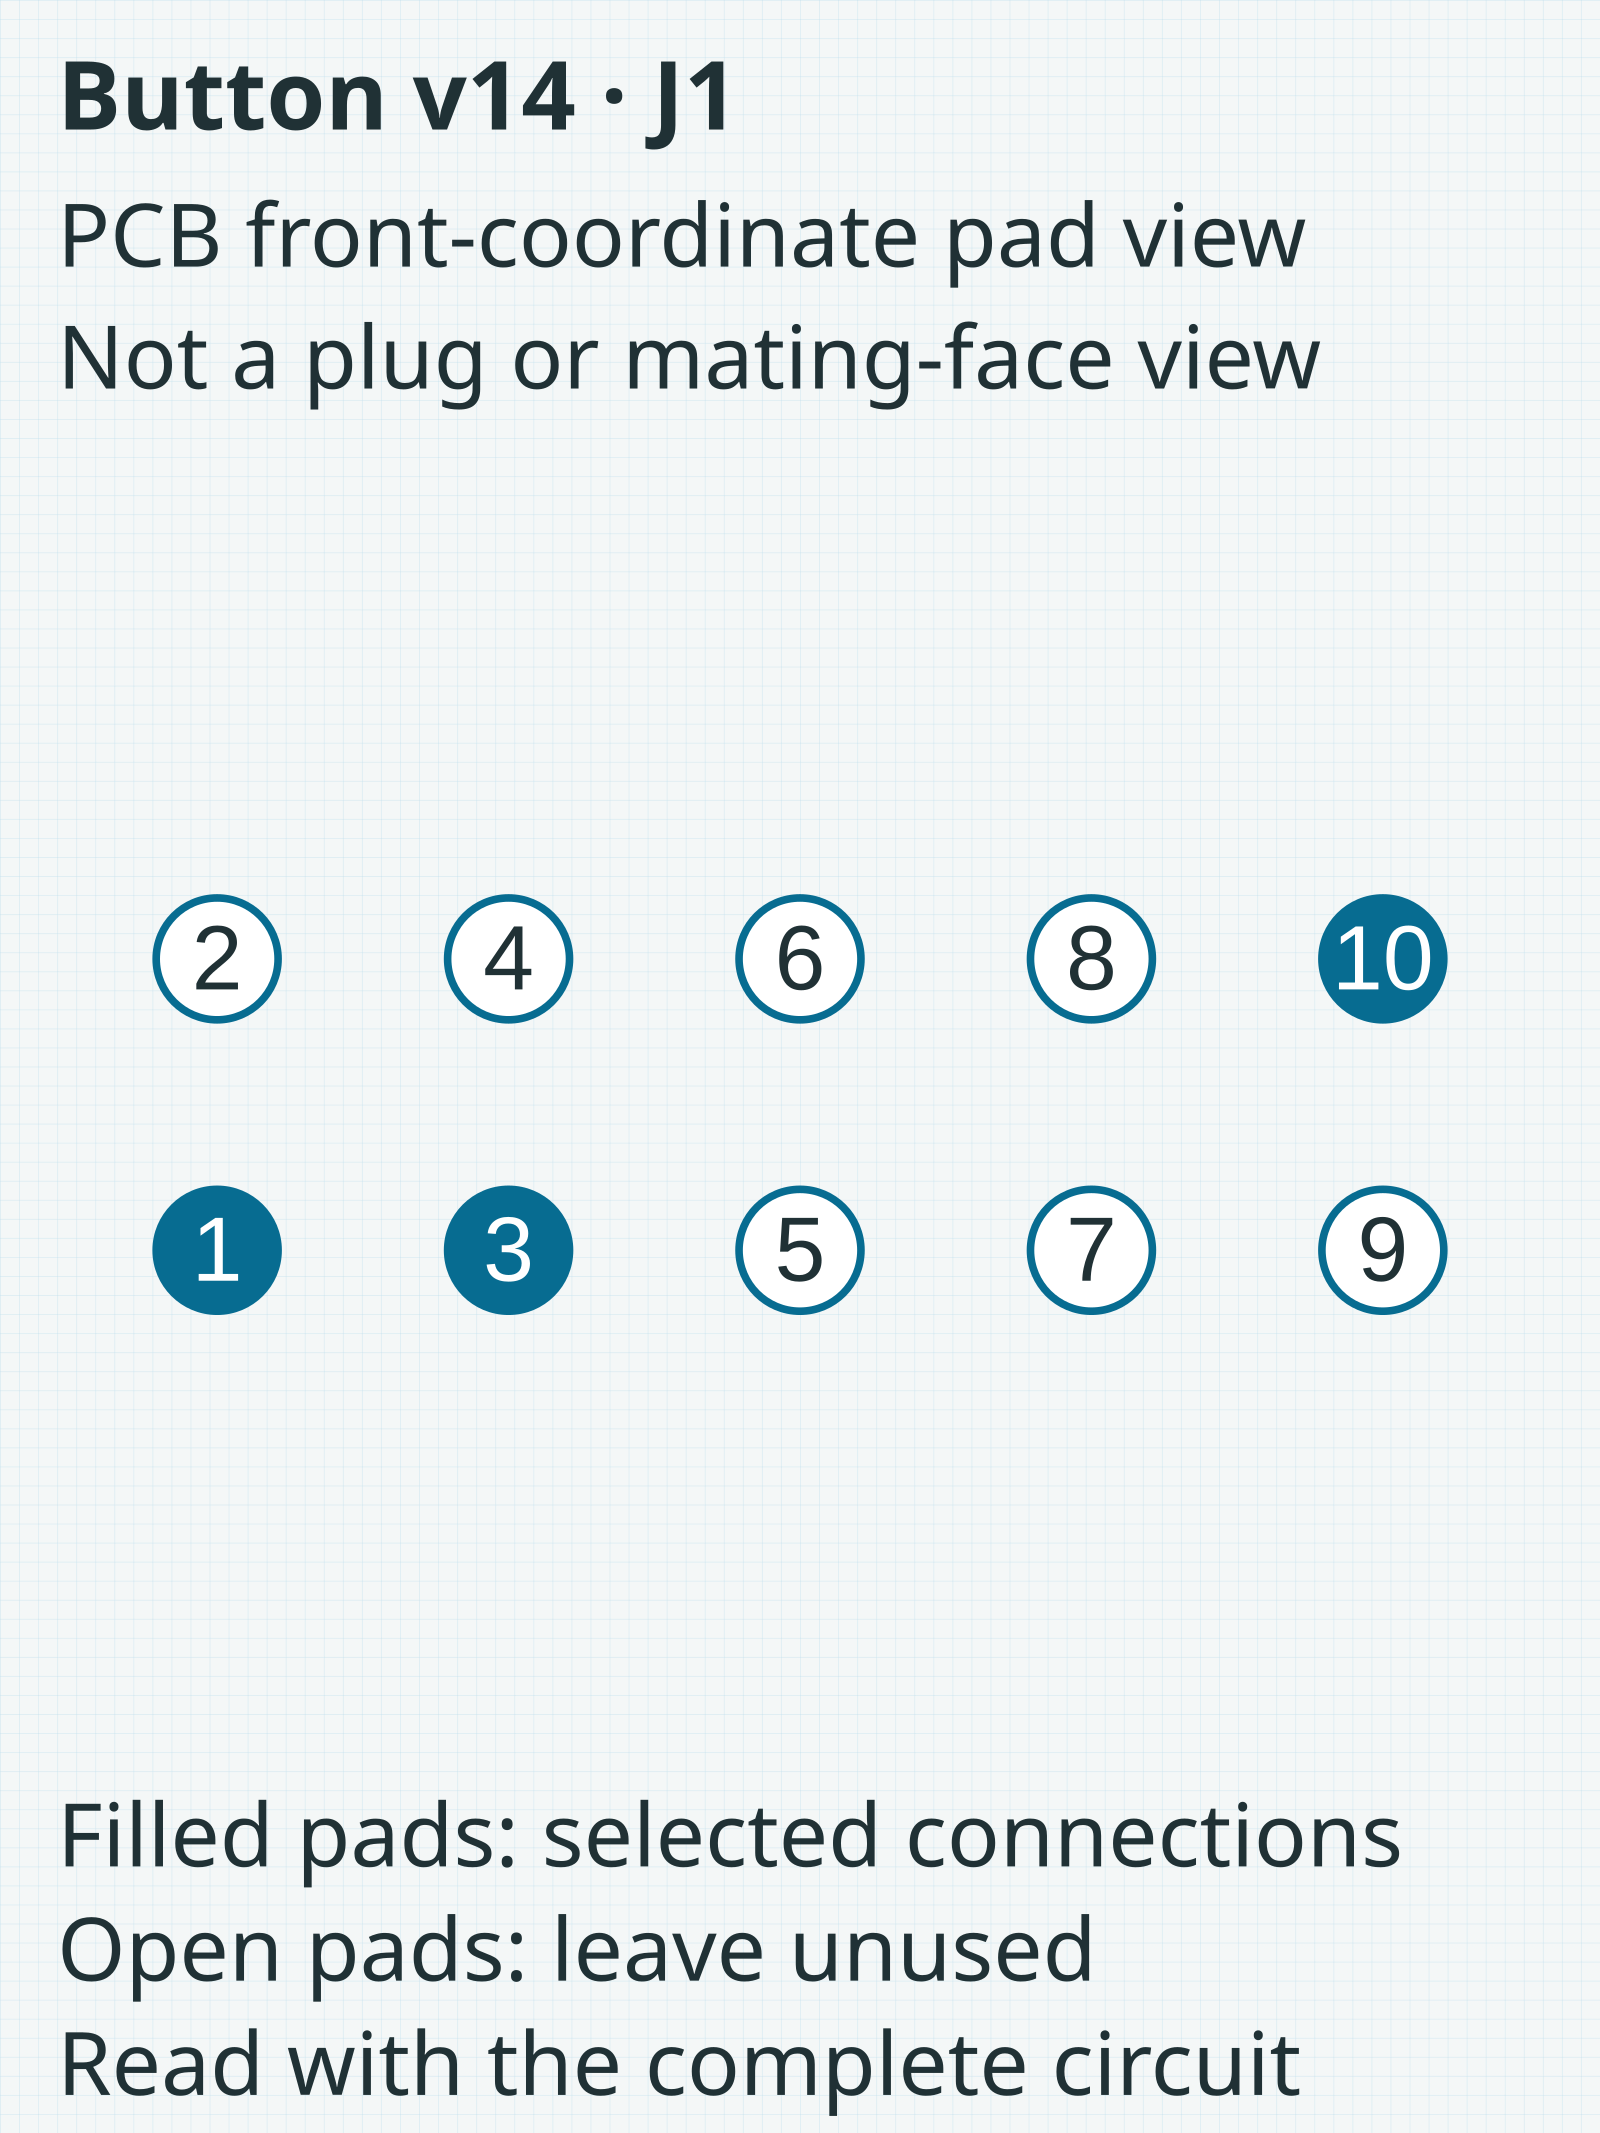 Button v14 · J1
PCB front-coordinate pad view
Not a plug or mating-face view
2 4 6 8 10
1 3 5 7 9
Filled pads: selected connections
Open pads: leave unused
Read with the complete circuit